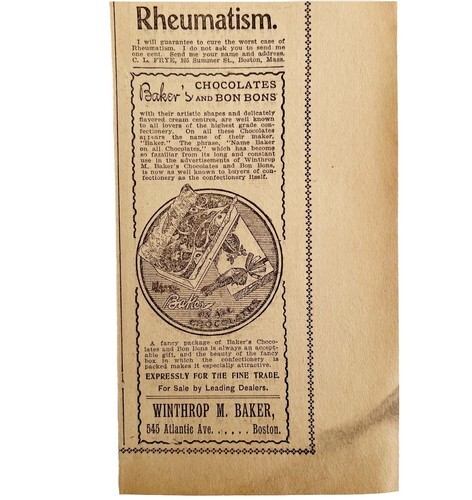 Rheumatism.
I will guarantee to cure the worst case of
Rheumatism. I do not ask you to send me
one cent. Send me your name and address.
C. L. FRYE, 165 Summer St., Boston, Mass.
Baker's CHOCOLATES
AND BON BONS
with their artistic shapes and delicately
flavored cream centres, are well known
to all lovers of the highest grade con-
fectionery. On all these Chocolates
appears the name of their maker,
"Baker." The phrase, "Name Baker
on all Chocolates," which has become
so familiar from its long and constant
use in the advertisements of Winthrop
M. Baker's Chocolates and Bon Bons,
is now as well known to buyers of con-
fectionery as the confectionery itself.
Name
Baker
ON ALL
CHOCOLATES
A fancy package of Baker's Choco-
lates and Bon Bons is always an accept-
able gift, and the beauty of the fancy
box in which the confectionery is
packed makes it especially attractive.
EXPRESSLY FOR THE FINE TRADE.
For Sale by Leading Dealers.
WINTHROP M. BAKER,
545 Atlantic Ave. . . . . . Boston.